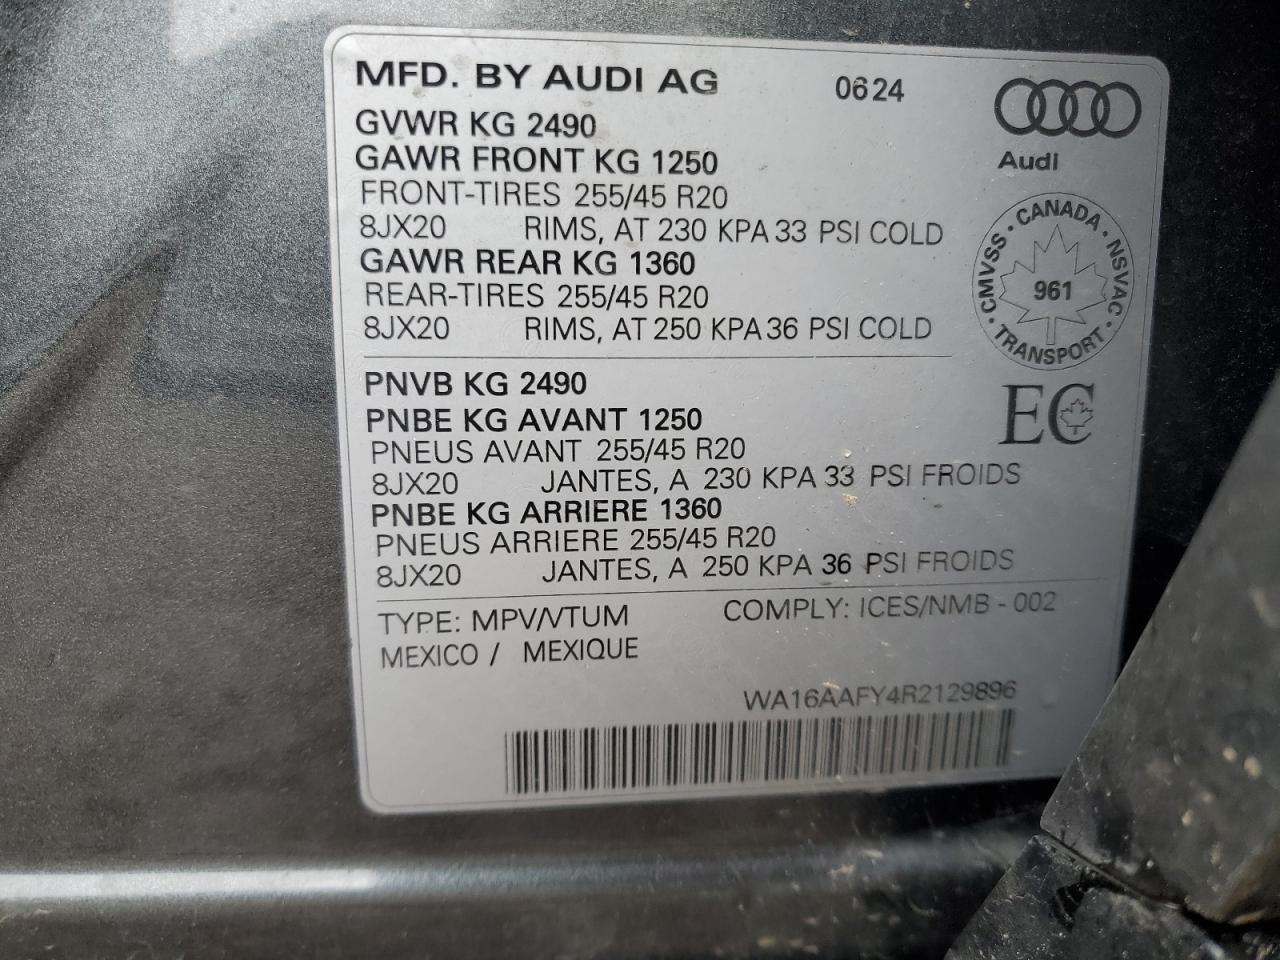 MFD. BY AUDI AG 0624
GVWR KG 2490
GAWR FRONT KG 1250
Audi
FRONT-TIRES 255/45 R20
8JX20 RIMS, AT 230 KPA 33 PSI COLD
GAWR REAR KG 1360
REAR-TIRES 255/45 R20
8JX20 RIMS, AT 250 KPA 36 PSI COLD
CMVSS · CANADA · NSVAC · TRANSPORT ·
961
PNVB KG 2490
PNBE KG AVANT 1250
EC
PNEUS AVANT 255/45 R20
8JX20 JANTES, A 230 KPA 33 PSI FROIDS
PNBE KG ARRIERE 1360
PNEUS ARRIERE 255/45 R20
8JX20 JANTES, A 250 KPA 36 PSI FROIDS
TYPE: MPV/VTUM COMPLY: ICES/NMB - 002
MEXICO / MEXIQUE
WA16AAFY4R2129896